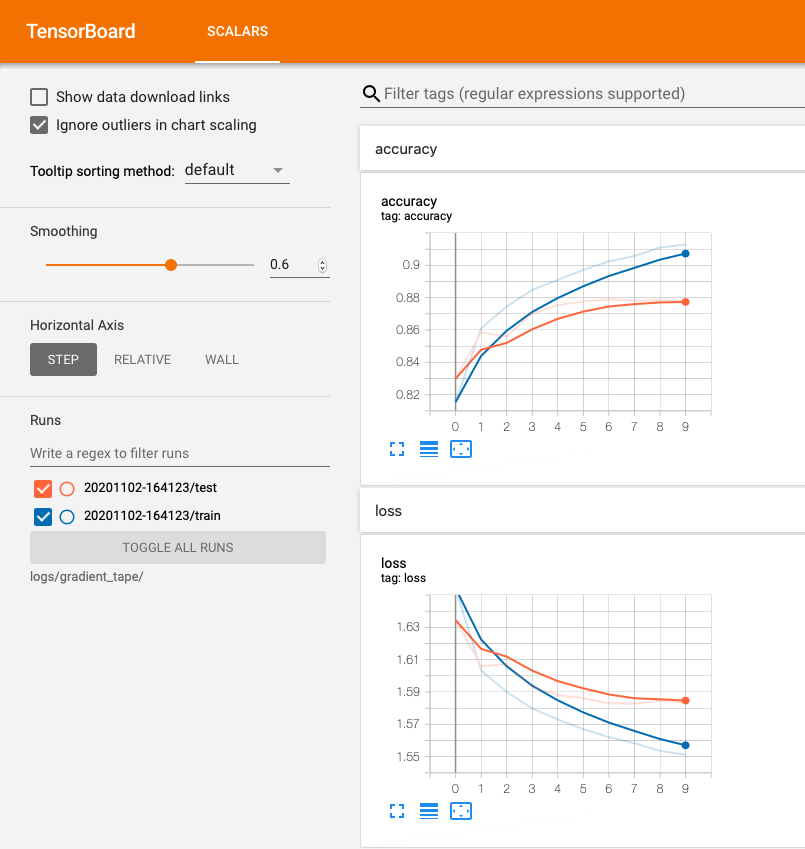 TensorBoard
SCALARS
Show data download links
Ignore outliers in chart scaling
Tooltip sorting method: default
Smoothing
0.6
Horizontal Axis
STEP RELATIVE WALL
Runs
Write a regex to filter runs
20201102-164123/test
20201102-164123/train
TOGGLE ALL RUNS
logs/gradient_tape/
Filter tags (regular expressions supported)
accuracy
accuracy
tag: accuracy
0.9
0.88
0.86
0.84
0.82
0 1 2 3 4 5 6 7 8 9
loss
loss
tag: loss
1.63
1.61
1.59
1.57
1.55
0 1 2 3 4 5 6 7 8 9